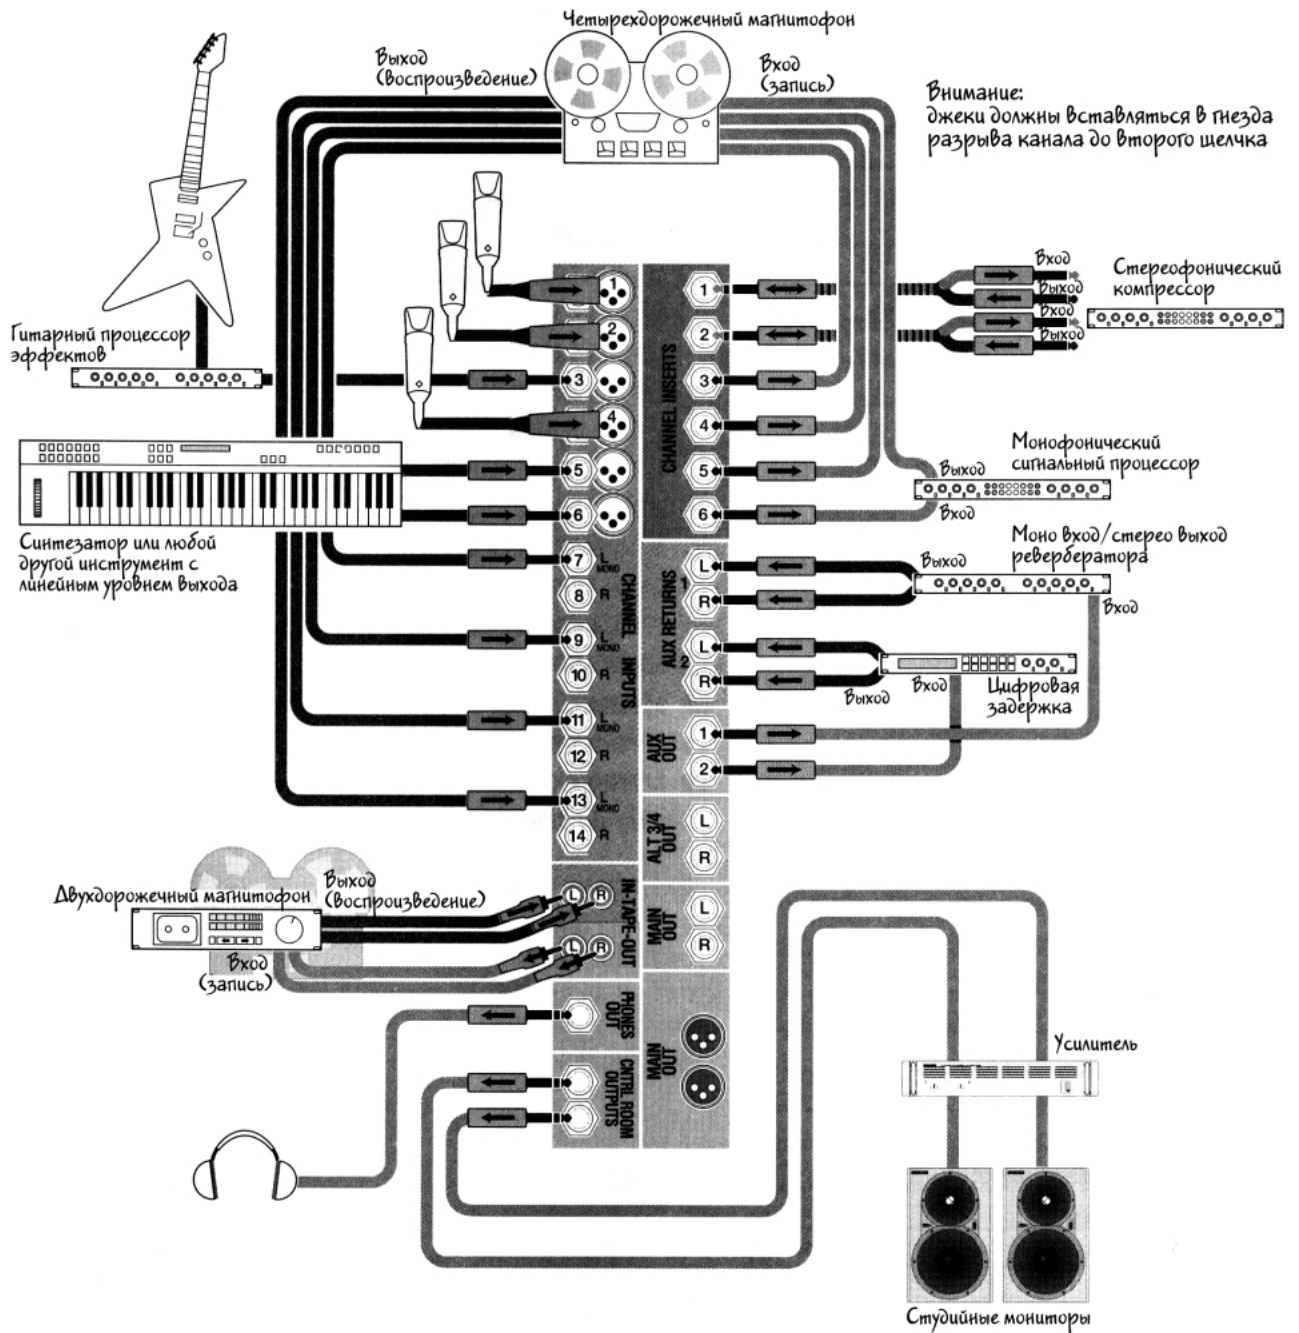 Четырехдорожечный магнитофон
Выход
(воспроизведение)
Вход
(запись)
Внимание:
джеки должны вставляться в гнезда
разрыва канала до второго щелчка
Гитарный процессор
эффектов
Вход
Выход
Вход
Выход
Стереофонический
компрессор
1
2
3
4
5
6
1
2
3
4
5
6
CHANNEL INSERTS
Монофонический
сигнальный процессор
Выход
Вход
Синтезатор или любой
другой инструмент с
линейным уровнем выхода
7 L
MONO
8 R
9 L
MONO
10 R
11 L
MONO
12 R
13 L
MONO
14 R
CHANNEL INPUTS
L
1
R
L
2
R
AUX RETURNS
Моно вход/стерео выход
ревербератора
Выход
Вход
Выход
Вход
Цифровая
задержка
1
2
AUX
OUT
L
R
ALT 3/4
OUT
Двухдорожечный магнитофон
Выход
(воспроизведение)
Вход
(запись)
L R
L R
IN-TAPE-OUT
L
R
MAIN
OUT
PHONES
OUT
MAIN
OUT
CNTRL ROOM
OUTPUTS
Усилитель
Студийные мониторы